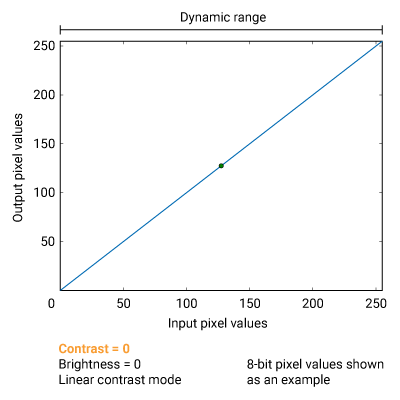 Dynamic range
250
200
150
100
50
0 50 100 150 200 250
Output pixel values
Input pixel values
Contrast = 0
Brightness = 0
Linear contrast mode
8-bit pixel values shown
as an example